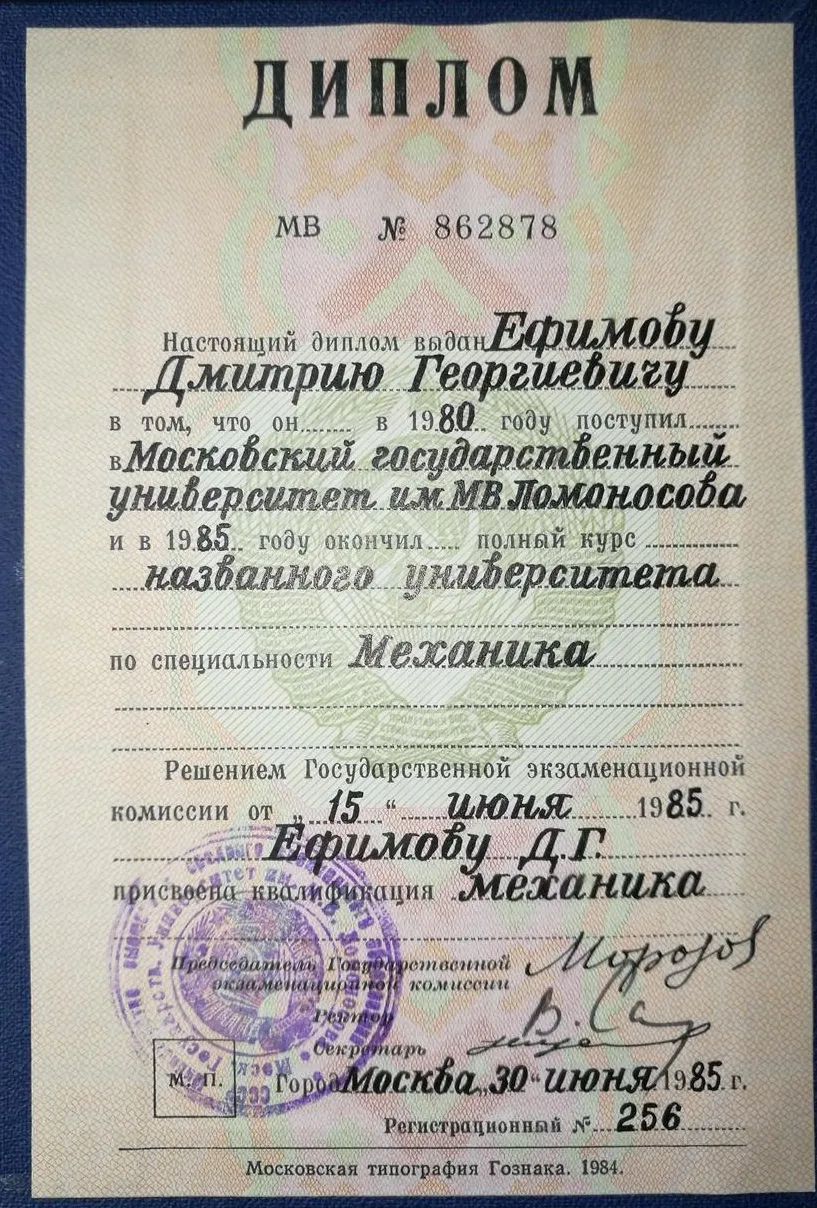 ДИПЛОМ
МВ № 862878
Настоящий диплом выдан Ефимову
Дмитрию Георгиевичу
в том, что он в 1980 году поступил
в Московский государственный
университет им МВ Ломоносова
и в 1985 году окончил полный курс
названного университета
по специальности Механика
Решением Государственной экзаменационной
комиссии от „ 15 “ июня 1985 г.
Ефимову Д.Г.
присвоена квалификация механика
Председатель Государственной Морозов
экзаменационной комиссии
Ректор
Секретарь
М. П.
Город Москва „30“ июня 1985 г.
Регистрационный № 256
Московская типография Гознака. 1984.